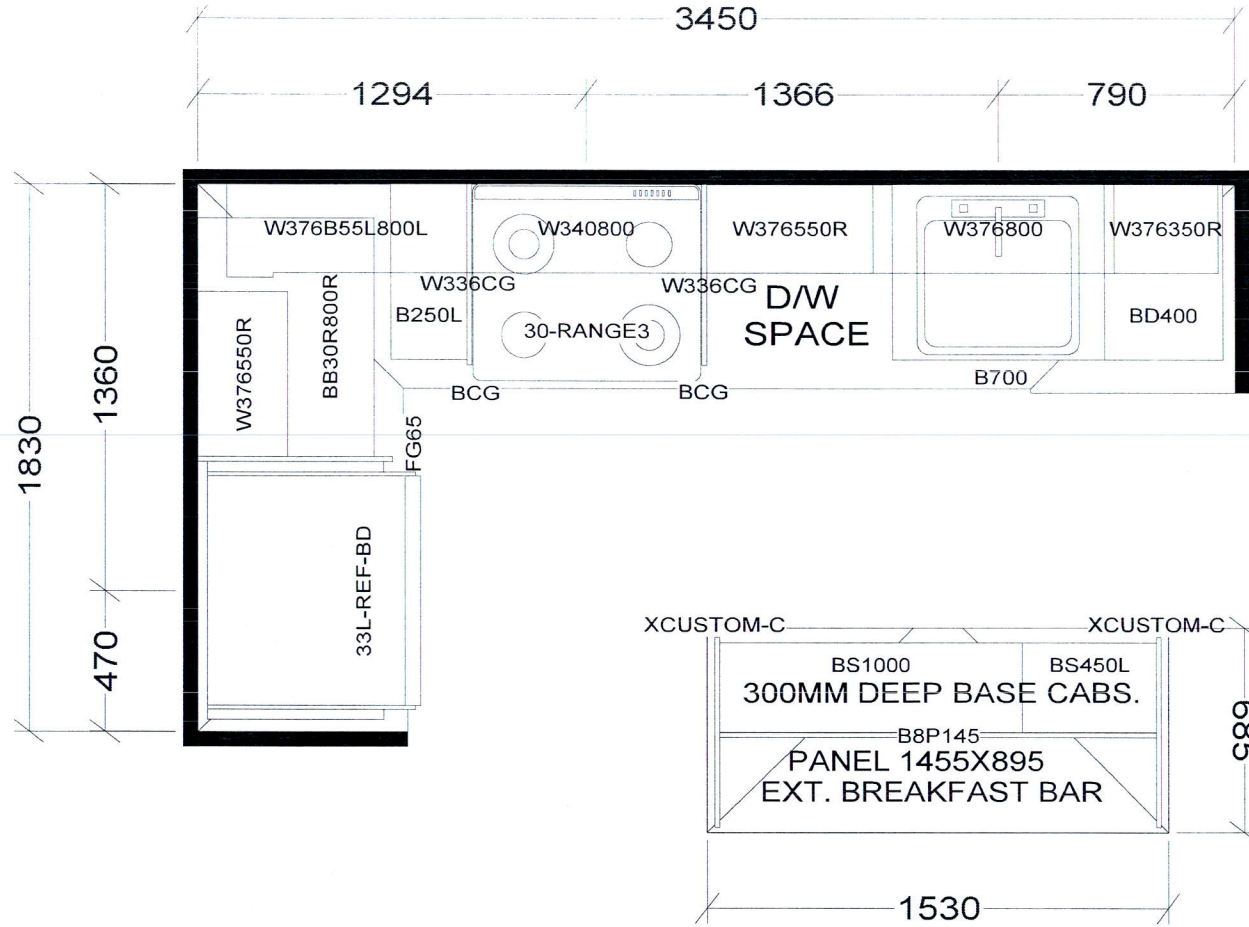 3450
1294
1366
790
W376B55L800L
W340800
W376550R
W376800
W376350R
W336CG
W336CG
B250L
30-RANGE3
D/W
SPACE
BD400
BB30R800R
W376550R
1360
1830
BCG
BCG
B700
FG65
33L-REF-BD
470
XCUSTOM-C
XCUSTOM-C
BS1000
BS450L
300MM DEEP BASE CABS.
685
B8P145
PANEL 1455X895
EXT. BREAKFAST BAR
1530